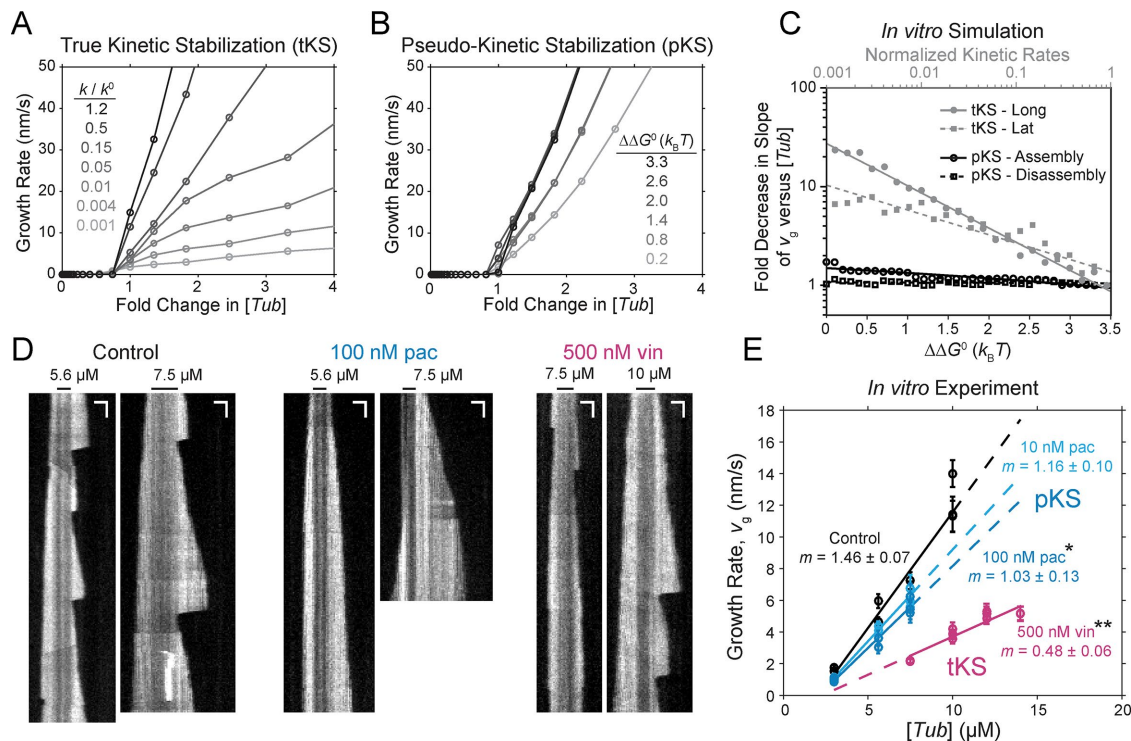 A
True Kinetic Stabilization (tKS)
Growth Rate (nm/s)
50
40
30
20
10
0
k / k⁰
1.2
0.5
0.15
0.05
0.01
0.004
0.001
0 1 2 3 4
Fold Change in [Tub]
B
Pseudo-Kinetic Stabilization (pKS)
Growth Rate (nm/s)
50
40
30
20
10
0
ΔΔG⁰ (kBT)
3.3
2.6
2.0
1.4
0.8
0.2
0 1 2 3 4
Fold Change in [Tub]
C
In vitro Simulation
Normalized Kinetic Rates
0.001 0.01 0.1 1
Fold Decrease in Slope
of vg versus [Tub]
100
10
1
tKS - Long
tKS - Lat
pKS - Assembly
pKS - Disassembly
0 0.5 1 1.5 2 2.5 3 3.5
ΔΔG⁰ (kBT)
D
Control
5.6 µM
7.5 µM
100 nM pac
5.6 µM
7.5 µM
500 nM vin
7.5 µM
10 µM
E
In vitro Experiment
Growth Rate, vg (nm/s)
18
16
14
12
10
8
6
4
2
0
Control
m = 1.46 ± 0.07
10 nM pac
m = 1.16 ± 0.10
pKS
100 nM pac*
m = 1.03 ± 0.13
500 nM vin**
m = 0.48 ± 0.06
tKS
0 5 10 15 20
[Tub] (µM)